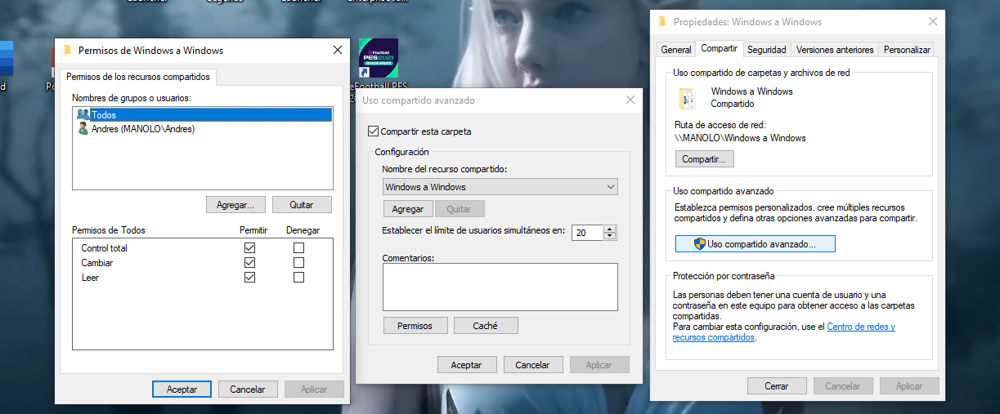 Launcher
Legends
Launcher
Permisos de Windows a Windows
Permisos de los recursos compartidos
Nombres de grupos o usuarios:
Todos
Andres (MANOLO\Andres)
Agregar...
Quitar
Permisos de Todos
Permitir
Denegar
Control total
Cambiar
Leer
Aceptar
Cancelar
Aplicar
eFootball
PES2021
SEASON UPDATE
eFootball PES
Uso compartido avanzado
Compartir esta carpeta
Configuración
Nombre del recurso compartido:
Windows a Windows
Agregar
Quitar
Establecer el límite de usuarios simultáneos en:
20
Comentarios:
Permisos
Caché
Aceptar
Cancelar
Aplicar
Propiedades: Windows a Windows
General
Compartir
Seguridad
Versiones anteriores
Personalizar
Uso compartido de carpetas y archivos de red
Windows a Windows
Compartido
Ruta de acceso de red:
\\MANOLO\Windows a Windows
Compartir...
Uso compartido avanzado
Establezca permisos personalizados, cree múltiples recursos
compartidos y defina otras opciones avanzadas para compartir.
Uso compartido avanzado...
Protección por contraseña
Las personas deben tener una cuenta de usuario y una
contraseña en este equipo para obtener acceso a las carpetas
compartidas.
Para cambiar esta configuración, use el Centro de redes y
recursos compartidos.
Cerrar
Cancelar
Aplicar